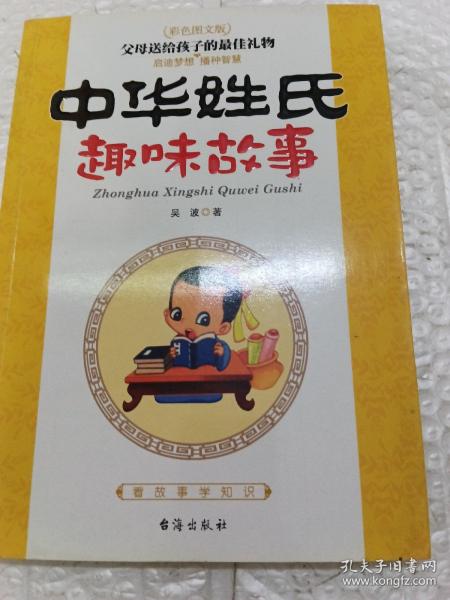 (彩色图文版)
父母送给孩子的最佳礼物
启迪梦想 播种智慧
中华姓氏
趣味故事
Zhonghua Xingshi Quwei Gushi
吴 波◎著
看故事学知识
台海出版社
孔夫子旧书网
www.kongfz.com